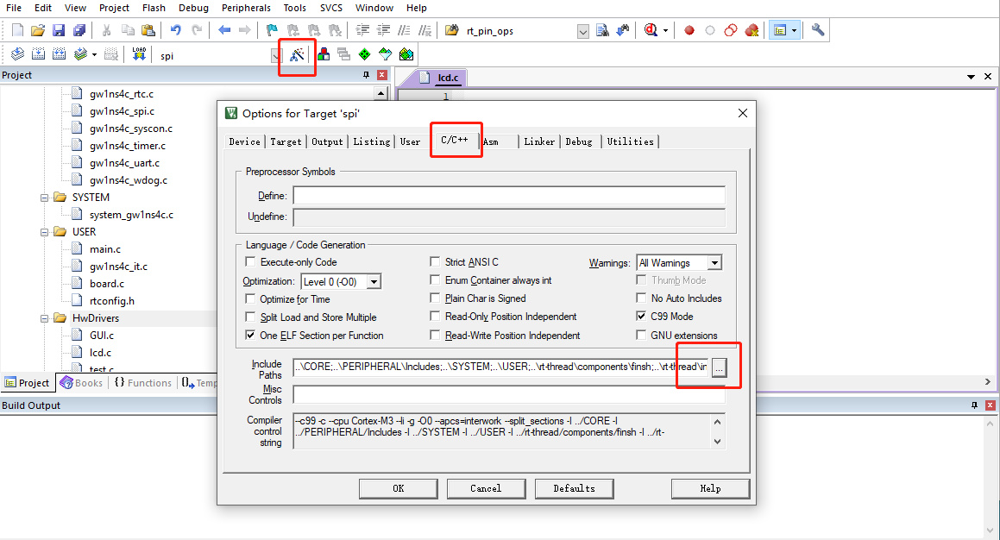 File Edit View Project Flash Debug Peripherals Tools SVCS Window Help
rt_pin_ops
LOAD spi
Project
lcd.c
1
gw1ns4c_rtc.c
gw1ns4c_spi.c
gw1ns4c_syscon.c
gw1ns4c_timer.c
gw1ns4c_uart.c
gw1ns4c_wdog.c
SYSTEM
system_gw1ns4c.c
USER
main.c
gw1ns4c_it.c
board.c
rtconfig.h
HwDrivers
GUI.c
lcd.c
test.c
Project Books {} Functions Temp
Build Output
Options for Target 'spi'
Device Target Output Listing User C/C++ Asm Linker Debug Utilities
Preprocessor Symbols
Define:
Undefine:
Language / Code Generation
Execute-only Code Strict ANSI C Warnings: All Warnings
Optimization: Level 0 (-O0) Enum Container always int Thumb Mode
Optimize for Time Plain Char is Signed No Auto Includes
Split Load and Store Multiple Read-Only Position Independent C99 Mode
One ELF Section per Function Read-Write Position Independent GNU extensions
Include Paths ..\CORE;..\PERIPHERAL\Includes;..\SYSTEM;..\USER;..\rt-thread\components\finsh;..\rt-thread\in ...
Misc Controls
Compiler control string --c99 -c --cpu Cortex-M3 --li -g -O0 --apcs=interwork --split_sections -I ../CORE -I
../PERIPHERAL/Includes -I ../SYSTEM -I ../USER -I ../rt-thread/components/finsh -I ../rt-
OK Cancel Defaults Help